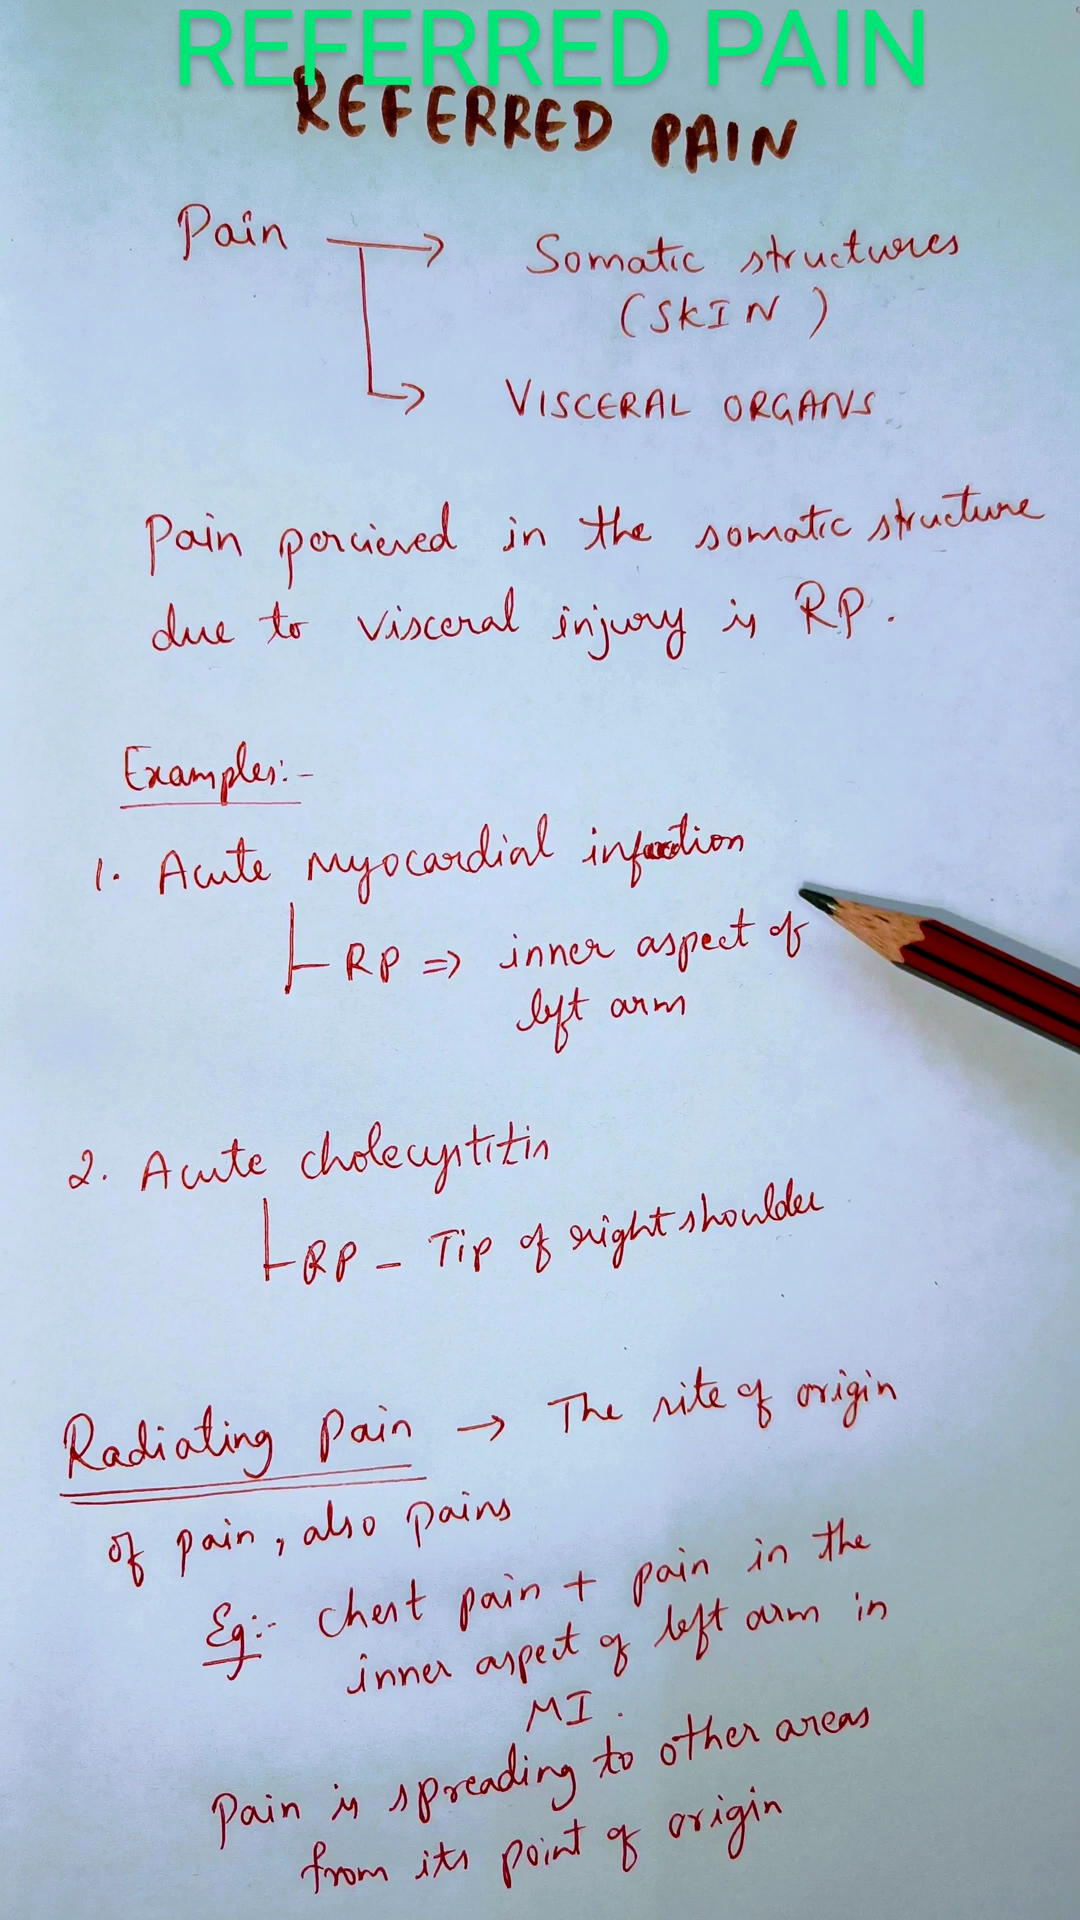 REFERRED PAIN
REFERRED PAIN
Pain → Somatic structures
(SKIN)
→ VISCERAL ORGANS
Pain percieved in the somatic structure
due to visceral injury is RP.
Examples:-
1. Acute Myocardial infarction
RP => inner aspect of
left arm
2. Acute cholecystitis
RP - Tip of right shoulder
Radiating Pain → The site of origin
of pain, also pains
Eg:- Chest pain + pain in the
inner aspect of left arm in
MI.
Pain is spreading to other areas
from its point of origin